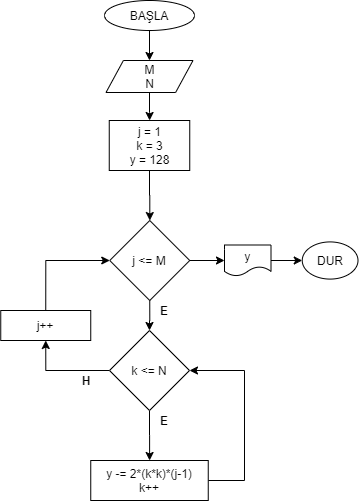 BAŞLA
M
N
j = 1
k = 3
y = 128
j <= M
y
DUR
E
j++
k <= N
H
E
y -= 2*(k*k)*(j-1)
k++